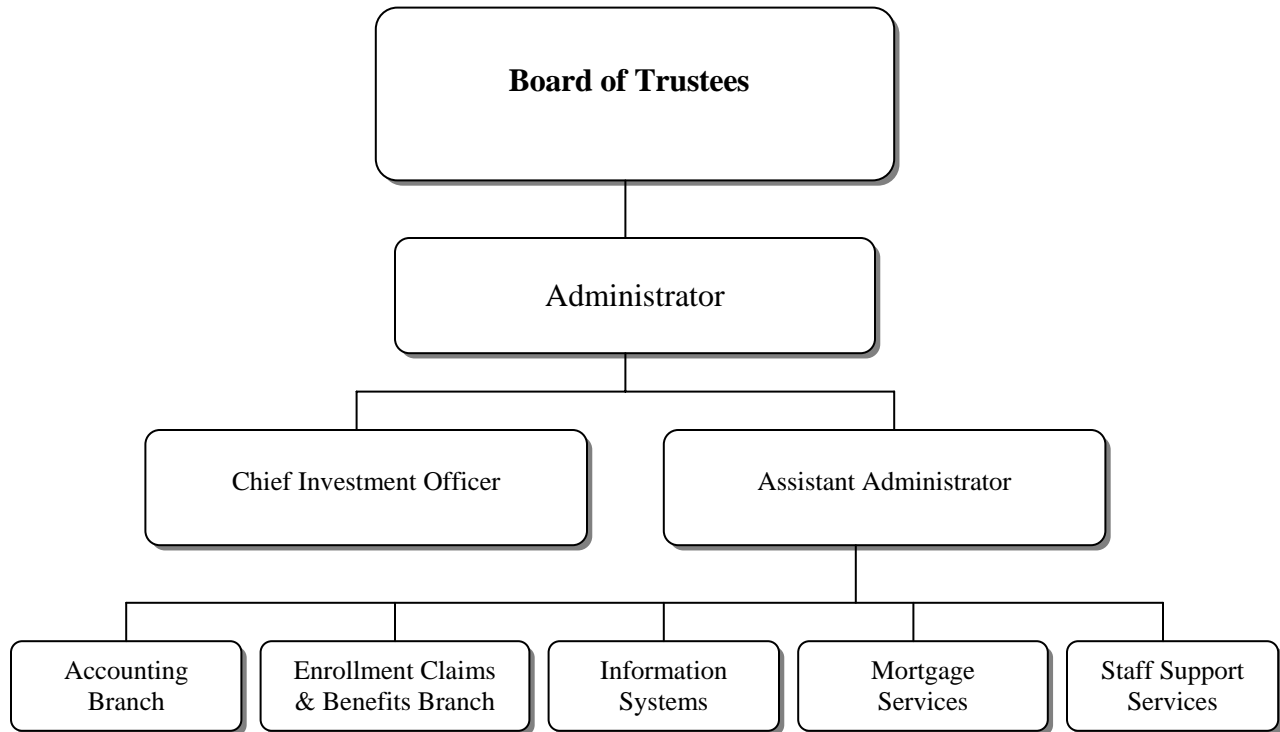 Board of Trustees
Administrator
Chief Investment Officer
Assistant Administrator
Accounting
Branch
Enrollment Claims
& Benefits Branch
Information
Systems
Mortgage
Services
Staff Support
Services